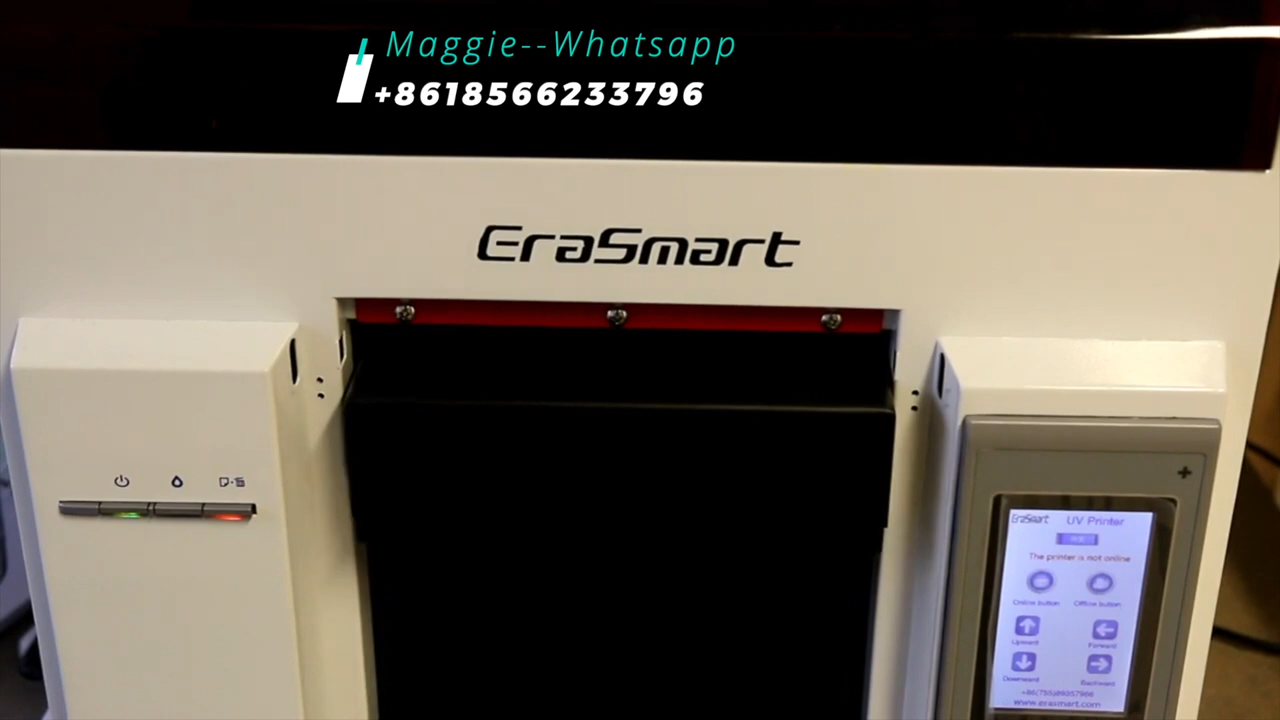 Maggie--Whatsapp
+8618566233796
EraSmart
EraSmart UV Printer
The printer is not online
Online button Offline button
Upward Forward
Downward Backward
www.erasmart.com